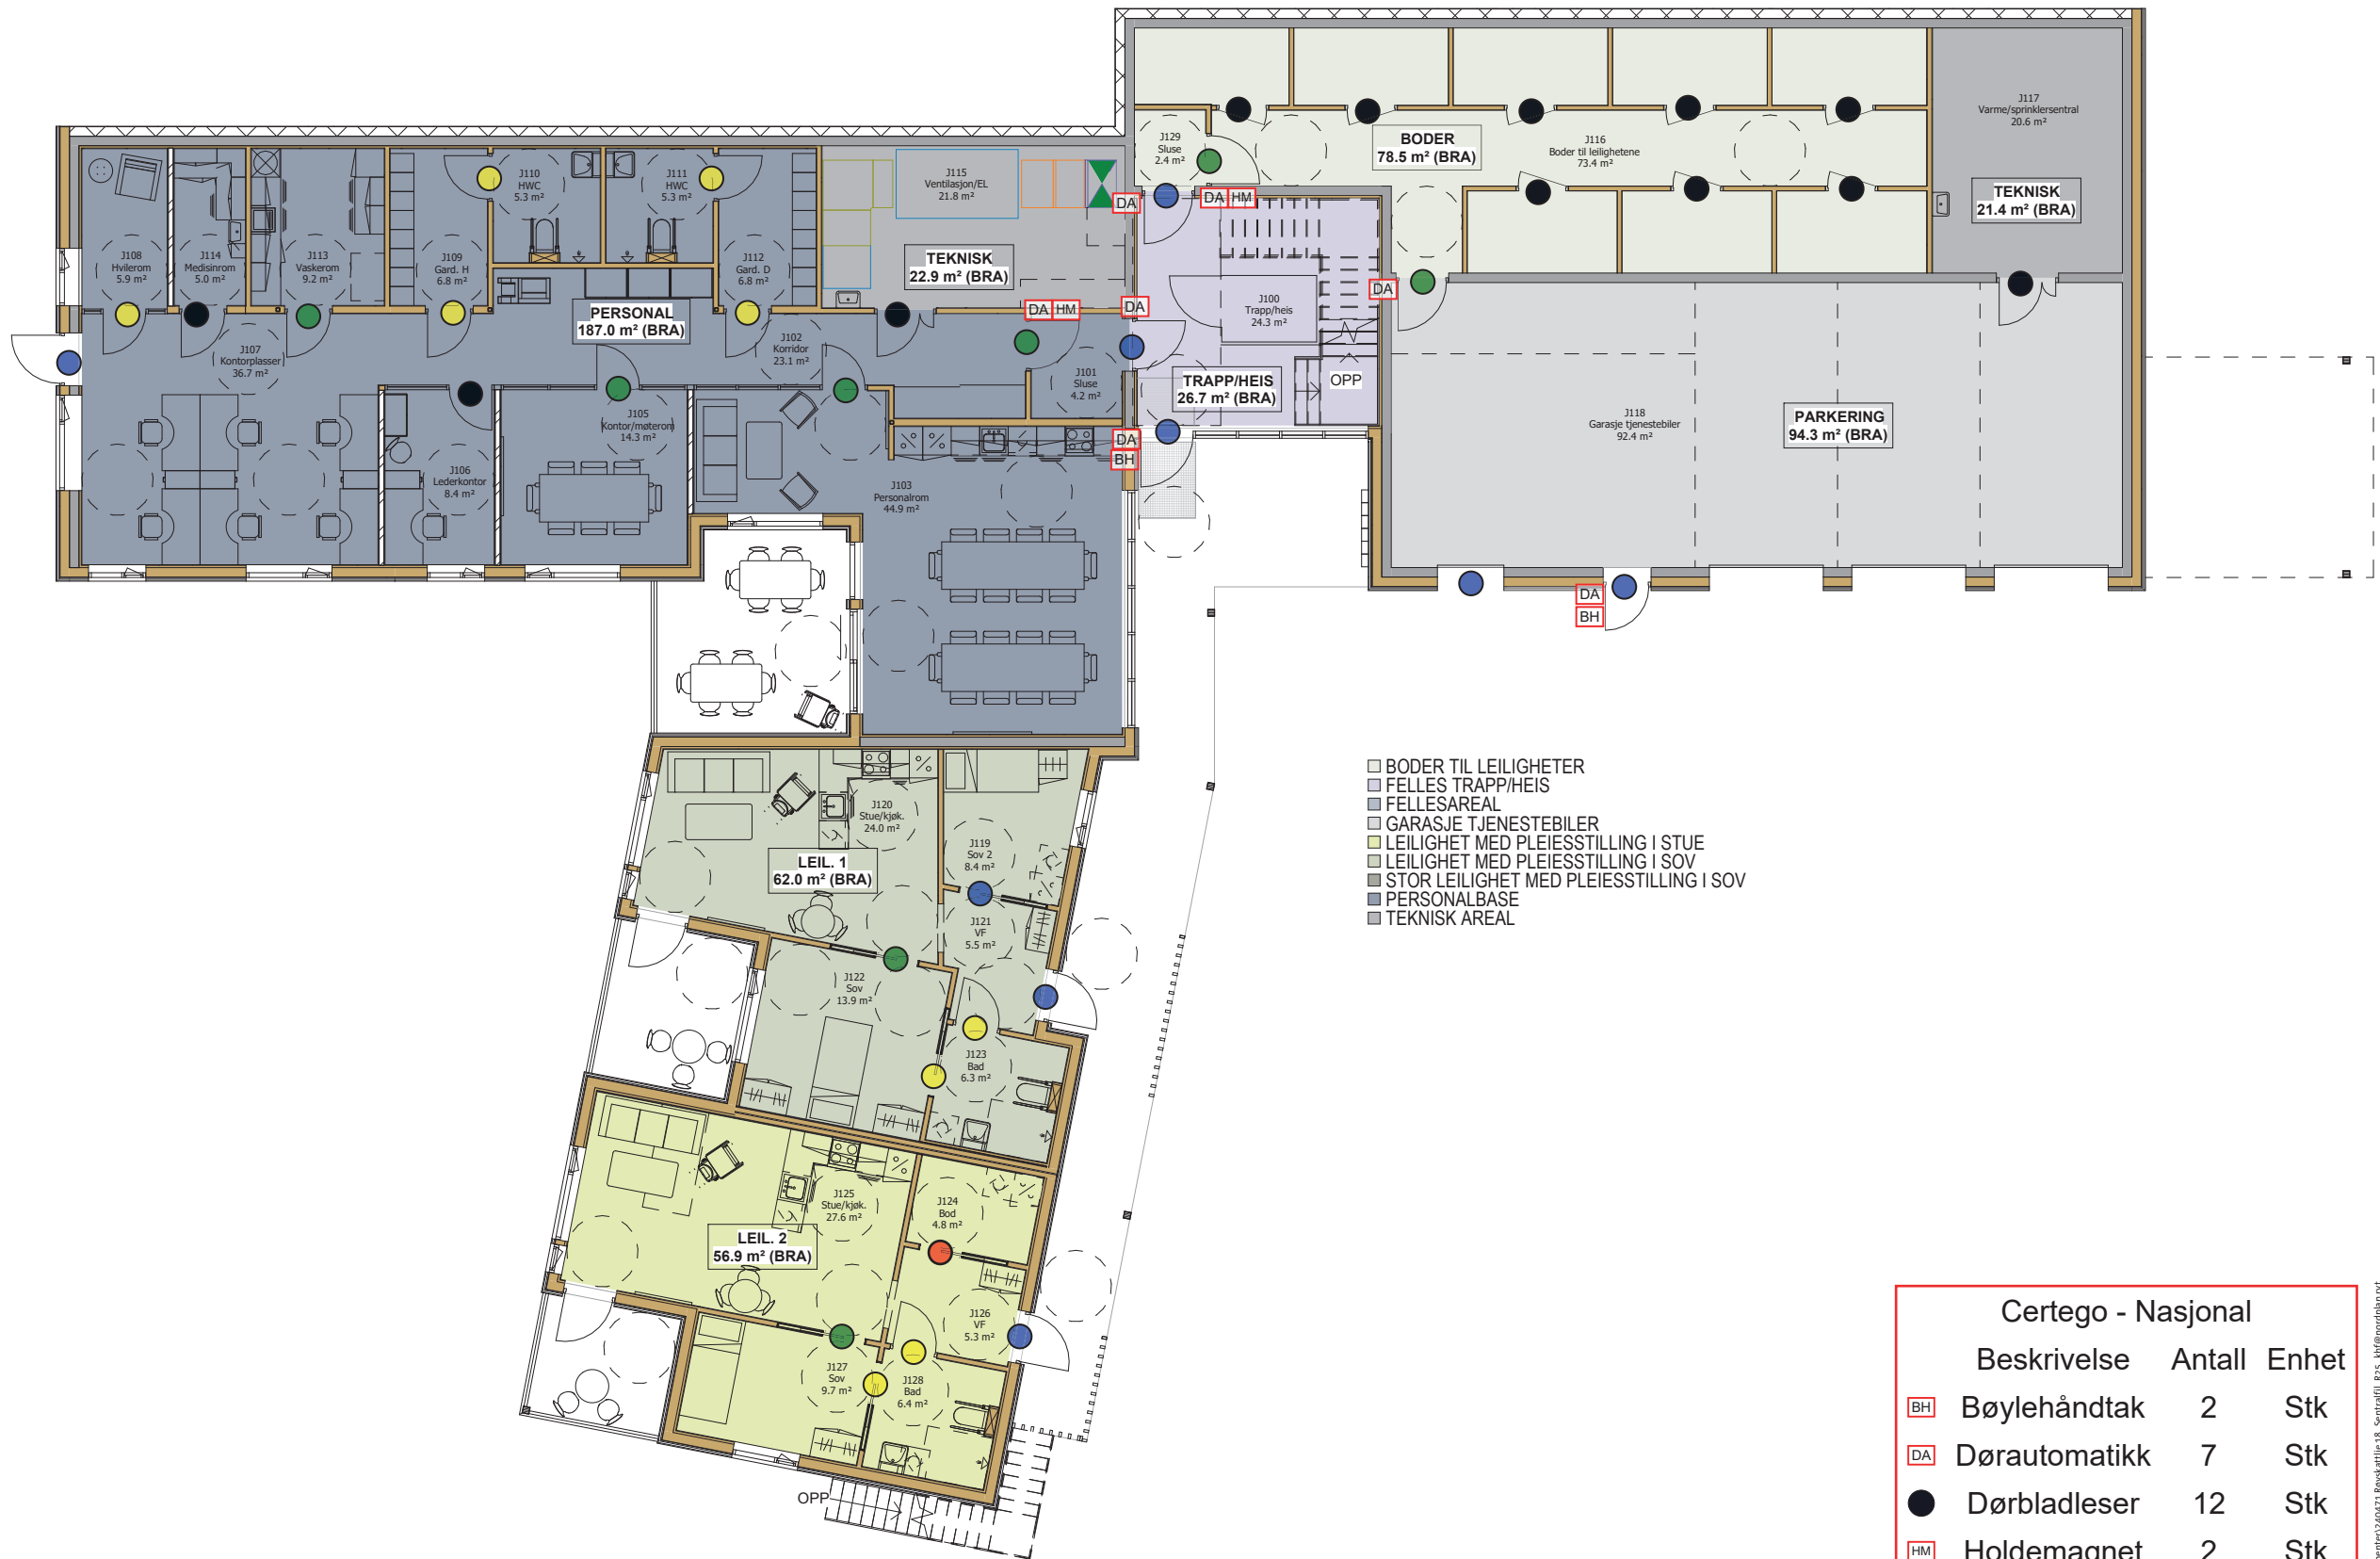 J117
Varme/sprinklersentral
20.6 m²
J129
Sluse
2.4 m²
BODER
78.5 m² (BRA)
J116
Boder til leilighetene
73.4 m²
TEKNISK
21.4 m² (BRA)
J110
HWC
5.3 m²
J111
HWC
5.3 m²
J115
Ventilasjon/EL
21.8 m²
DA
DA HM
J108
Hvilerom
5.9 m²
J114
Medisinrom
5.0 m²
J113
Vaskerom
9.2 m²
J109
Gard. H
6.8 m²
J112
Gard. D
6.8 m²
TEKNISK
22.9 m² (BRA)
DA
J100
Trapp/heis
24.3 m²
DA HM
DA
PERSONAL
187.0 m² (BRA)
J107
Kontorplasser
36.7 m²
J102
Korridor
23.1 m²
J101
Sluse
4.2 m²
TRAPP/HEIS
26.7 m² (BRA)
OPP
J105
Kontor/møterom
14.3 m²
J118
Garasje tjenestebiler
92.4 m²
PARKERING
94.3 m² (BRA)
DA
BH
J106
Lederkontor
8.4 m²
J103
Personalrom
44.9 m²
DA
BH
BODER TIL LEILIGHETER
FELLES TRAPP/HEIS
FELLESAREAL
GARASJE TJENESTEBILER
LEILIGHET MED PLEIESSTILLING I STUE
LEILIGHET MED PLEIESSTILLING I SOV
STOR LEILIGHET MED PLEIESSTILLING I SOV
PERSONALBASE
TEKNISK AREAL
J120
Stue/kjøk.
24.0 m²
J119
Sov 2
8.4 m²
LEIL. 1
62.0 m² (BRA)
J121
VF
5.5 m²
J122
Sov
13.9 m²
J123
Bad
6.3 m²
J125
Stue/kjøk.
27.6 m²
J124
Bod
4.8 m²
LEIL. 2
56.9 m² (BRA)
J126
VF
5.3 m²
J127
Sov
9.7 m²
J128
Bad
6.4 m²
OPP
Certego - Nasjonal
Beskrivelse Antall Enhet
BH Bøylehåndtak 2 Stk
DA Dørautomatikk 7 Stk
Dørbladleser 12 Stk
HM Holdemagnet 2 Stk